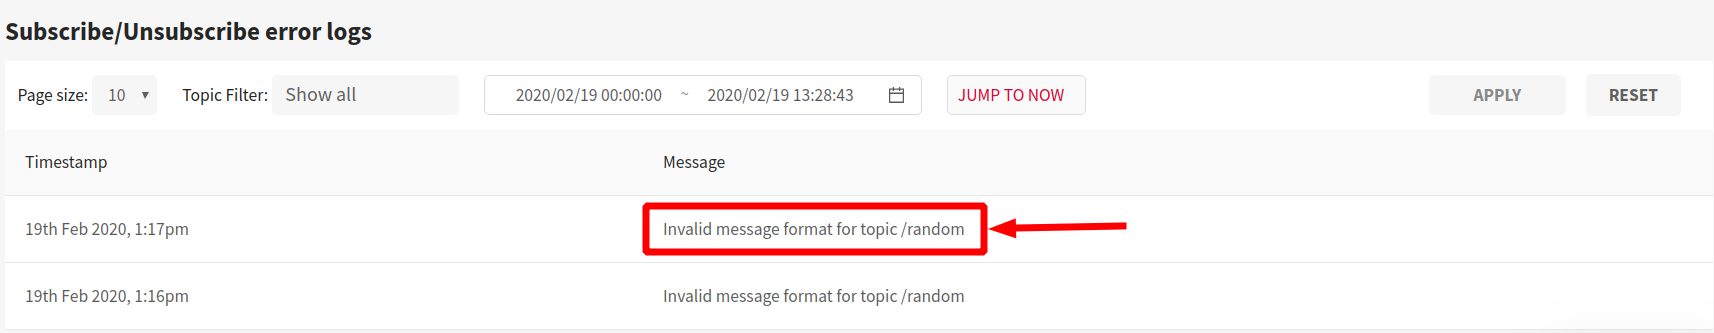 Subscribe/Unsubscribe error logs
Page size: 10 Topic Filter: Show all 2020/02/19 00:00:00 ~ 2020/02/19 13:28:43 JUMP TO NOW APPLY RESET
Timestamp Message
19th Feb 2020, 1:17pm Invalid message format for topic /random
19th Feb 2020, 1:16pm Invalid message format for topic /random